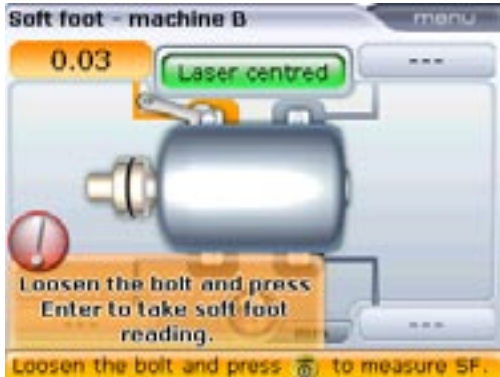 Soft foot - machine B
menu
0.03
Laser centred
---
Loosen the bolt and press
Enter to take soft foot
reading.
---
Loosen the bolt and press to measure SF.